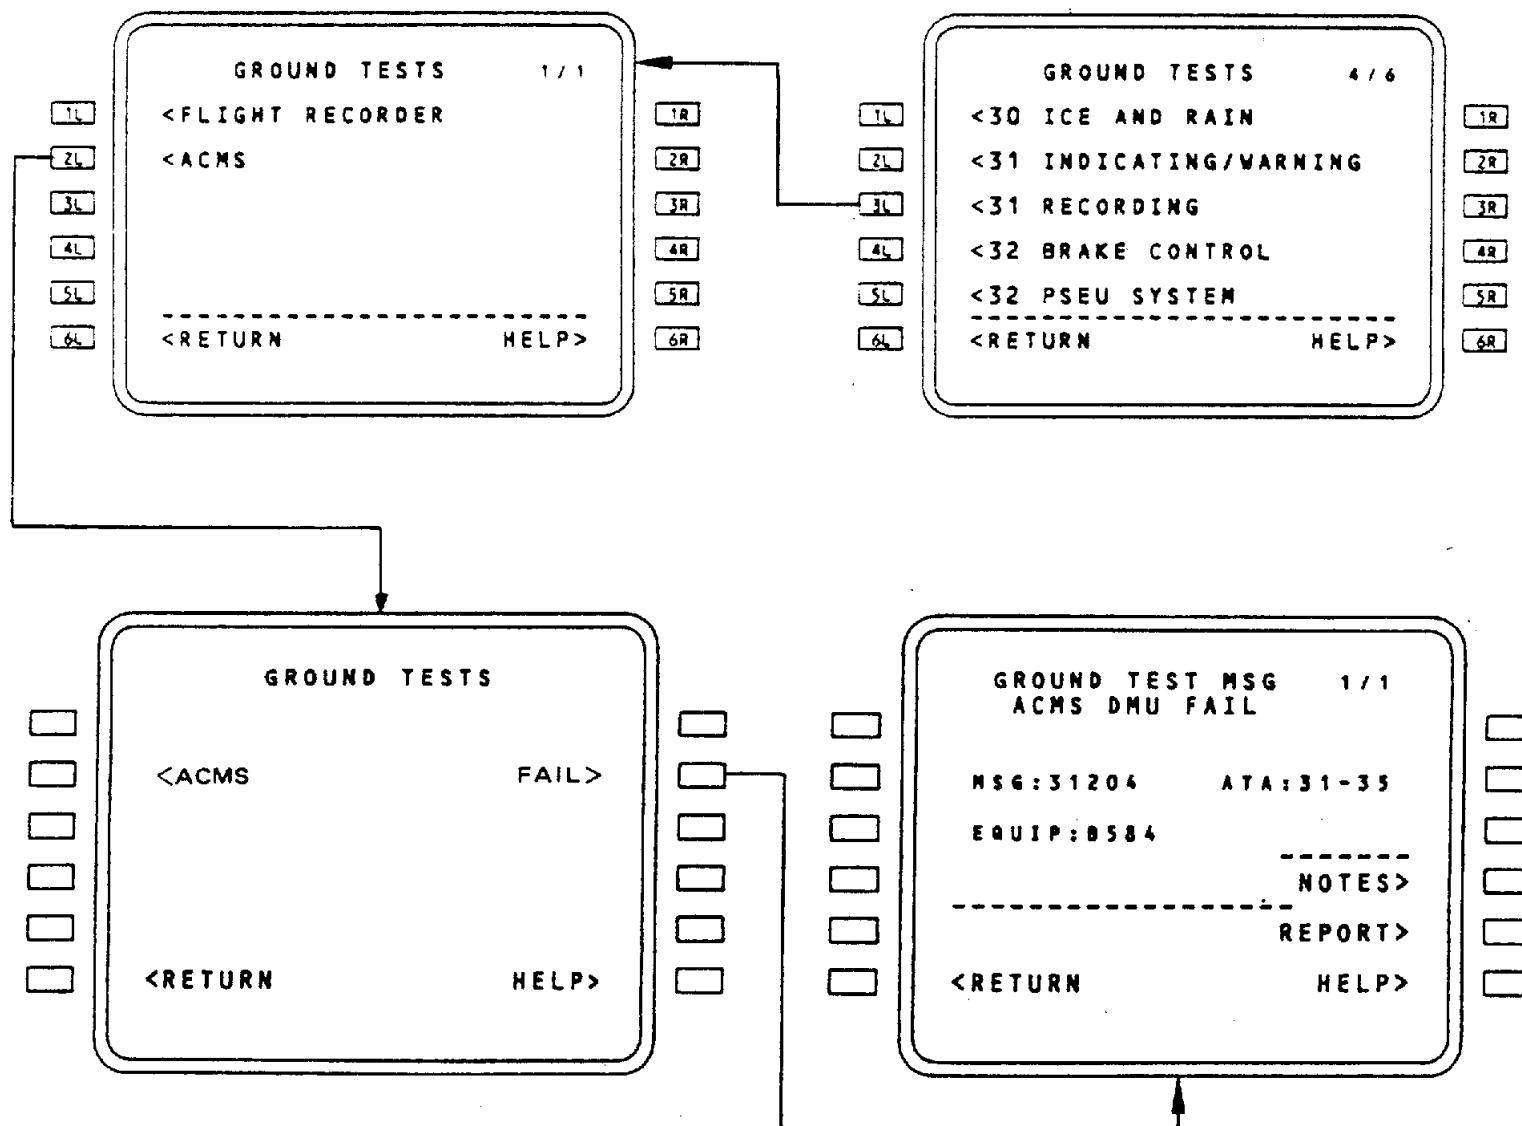 GROUND TESTS 1/1
1L <FLIGHT RECORDER 1R
2L <ACMS 2R
3L 3R
4L 4R
5L 5R
6L <RETURN HELP> 6R
GROUND TESTS 4/6
1L <30 ICE AND RAIN 1R
2L <31 INDICATING/WARNING 2R
3L <31 RECORDING 3R
4L <32 BRAKE CONTROL 4R
5L <32 PSEU SYSTEM 5R
6L <RETURN HELP> 6R
GROUND TESTS
<ACMS FAIL>
<RETURN HELP>
GROUND TEST MSG 1/1
ACMS DMU FAIL
MSG:31204 ATA:31-35
EQUIP:8584
NOTES>
REPORT>
<RETURN HELP>